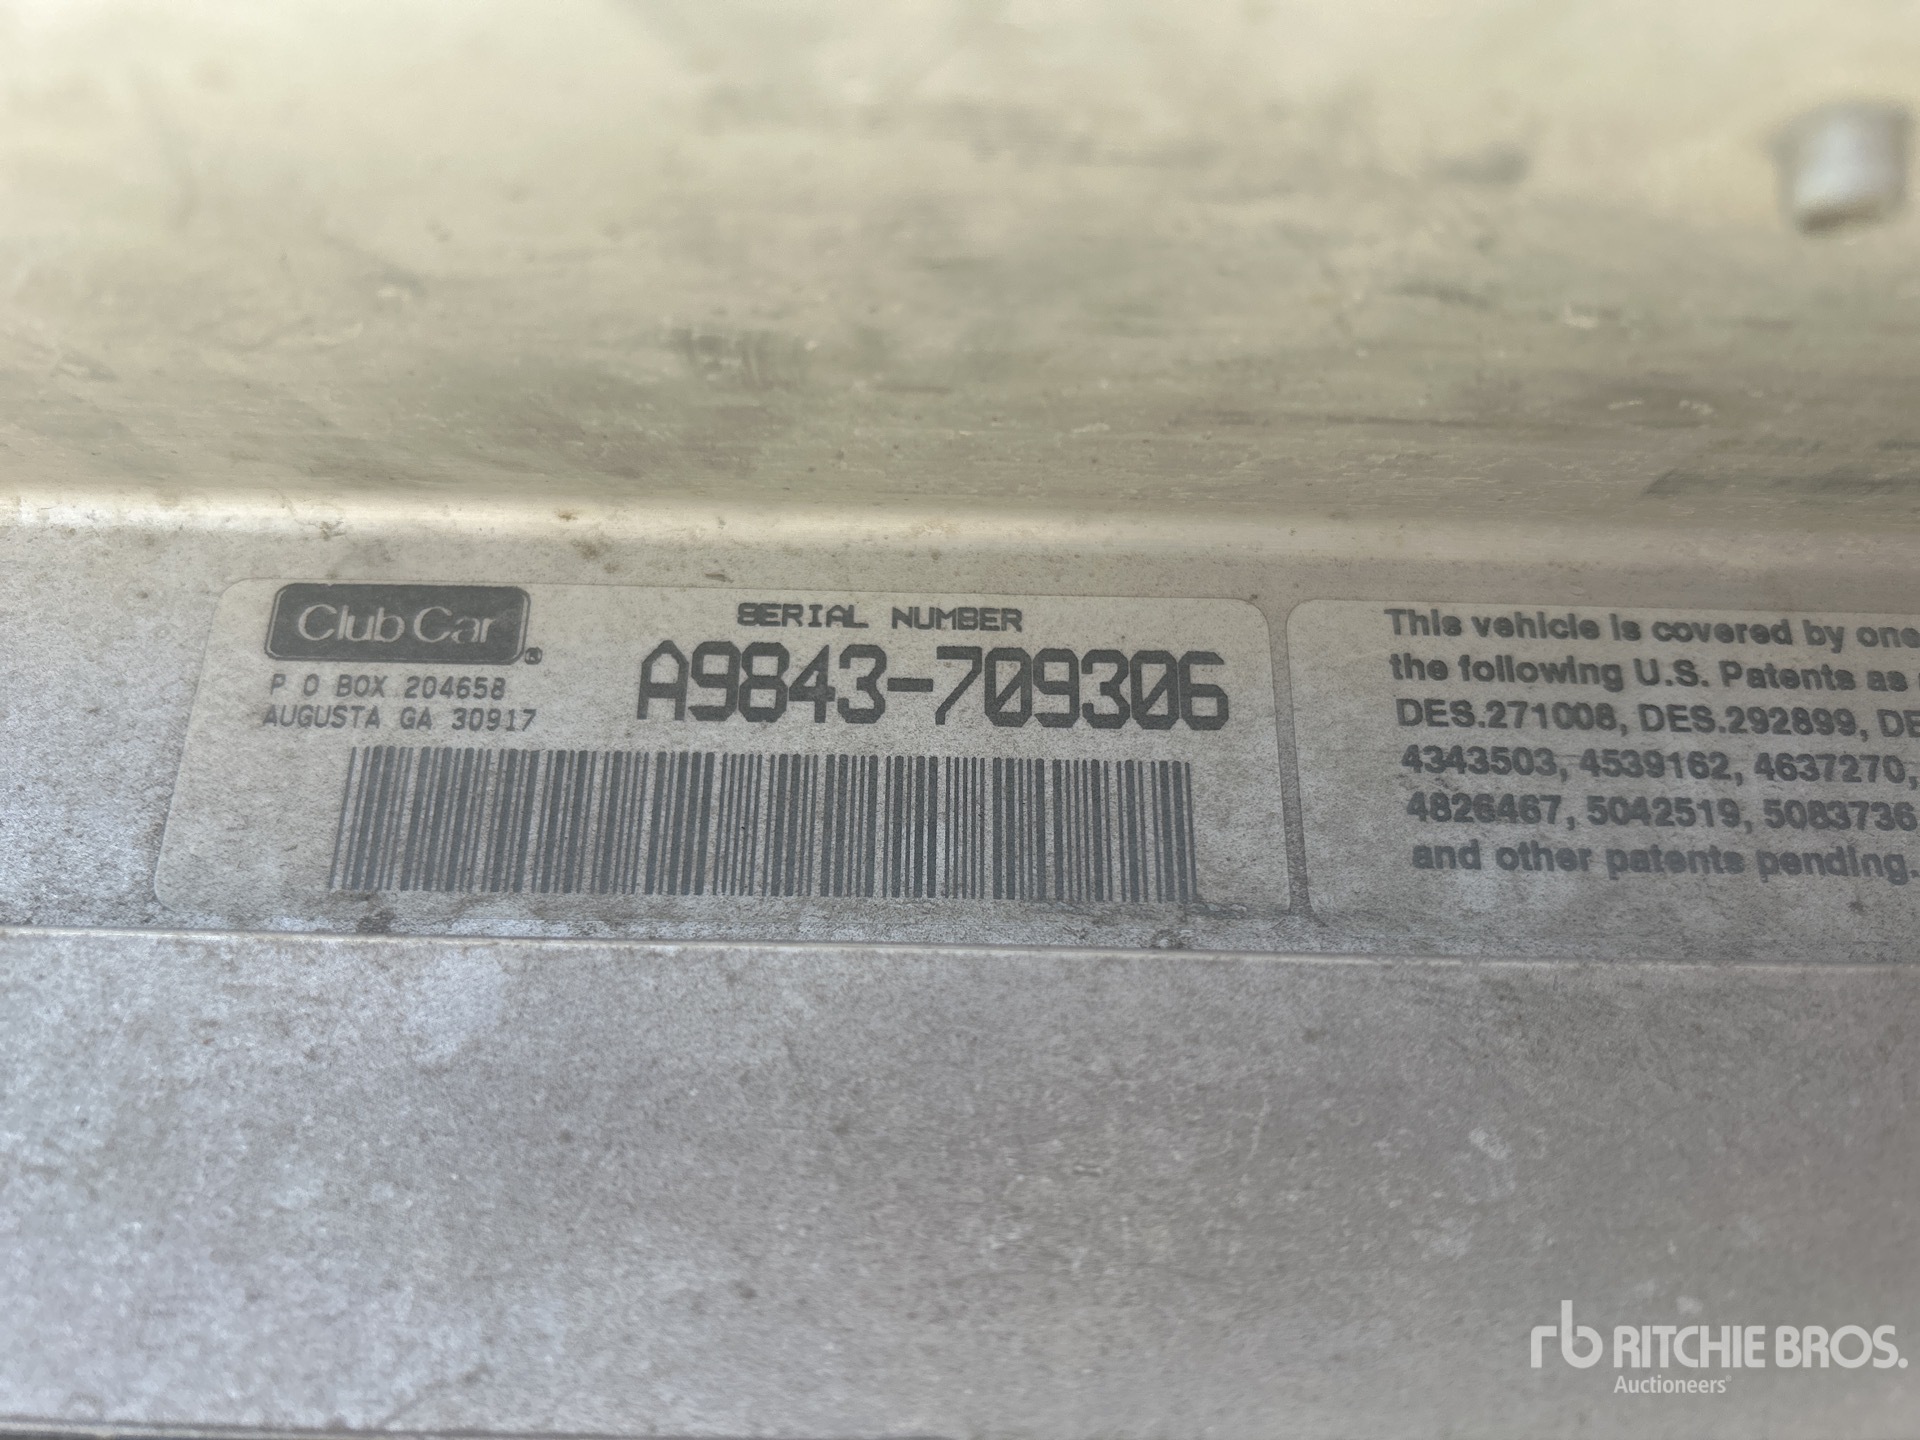 Club Car®
P O BOX 204658
AUGUSTA GA 30917
SERIAL NUMBER
A9843-709306
This vehicle is covered by one
the following U.S. Patents as
DES.271008, DES.292899, DE
4343503, 4539162, 4637270,
4826467, 5042519, 5083736
and other patents pending.
rb RITCHIE BROS.
Auctioneers®